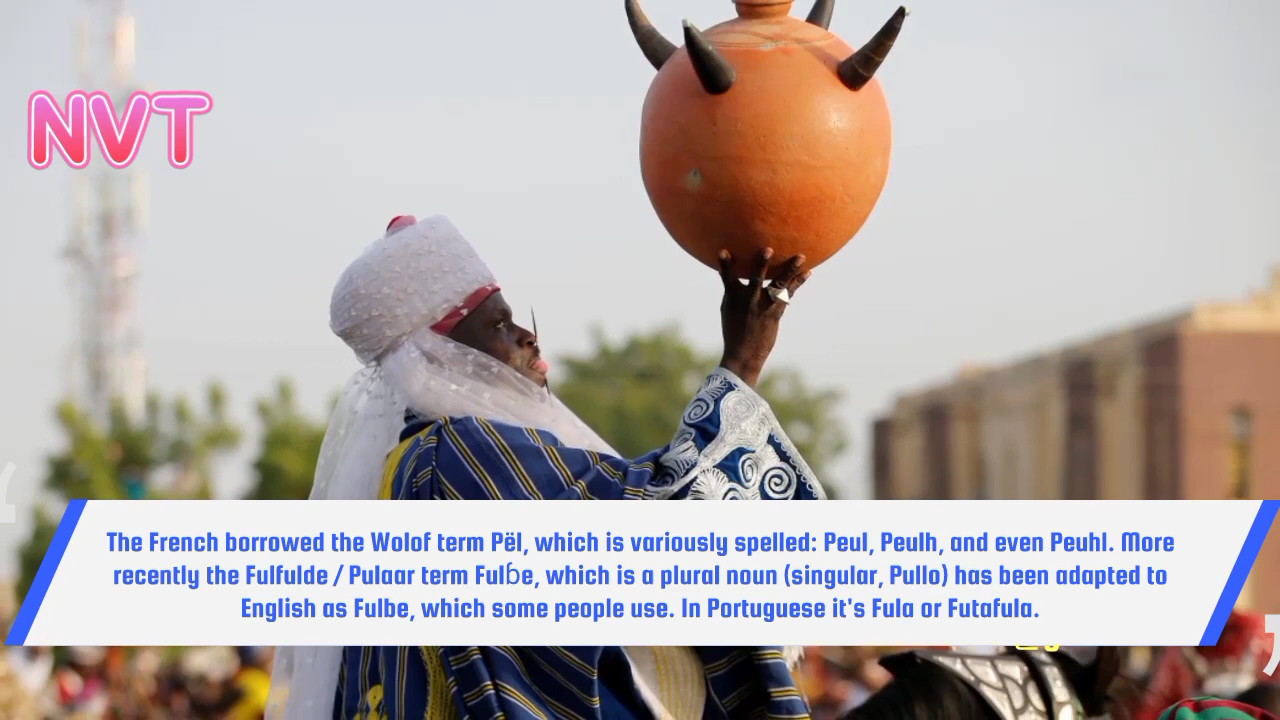 NVT
The French borrowed the Wolof term Pël, which is variously spelled: Peul, Peulh, and even Peuhl. More
recently the Fulfulde / Pulaar term Fulɓe, which is a plural noun (singular, Pullo) has been adapted to
English as Fulbe, which some people use. In Portuguese it's Fula or Futafula.